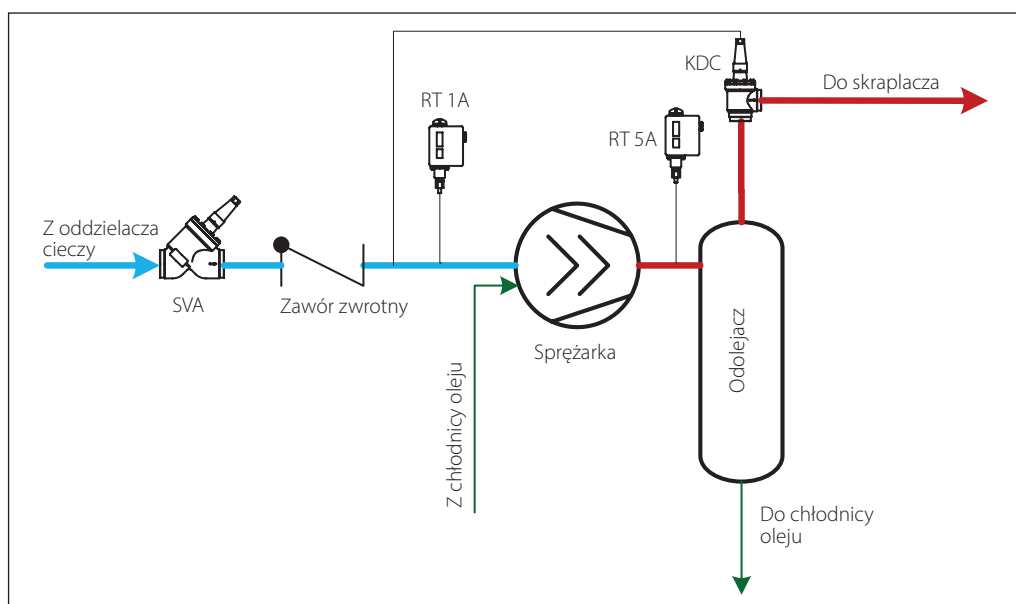 KDC
Do skraplacza
RT 1A
RT 5A
Z oddzielacza
cieczy
SVA
Zawór zwrotny
Sprężarka
Odolejacz
Z chłodnicy oleju
Do chłodnicy
oleju